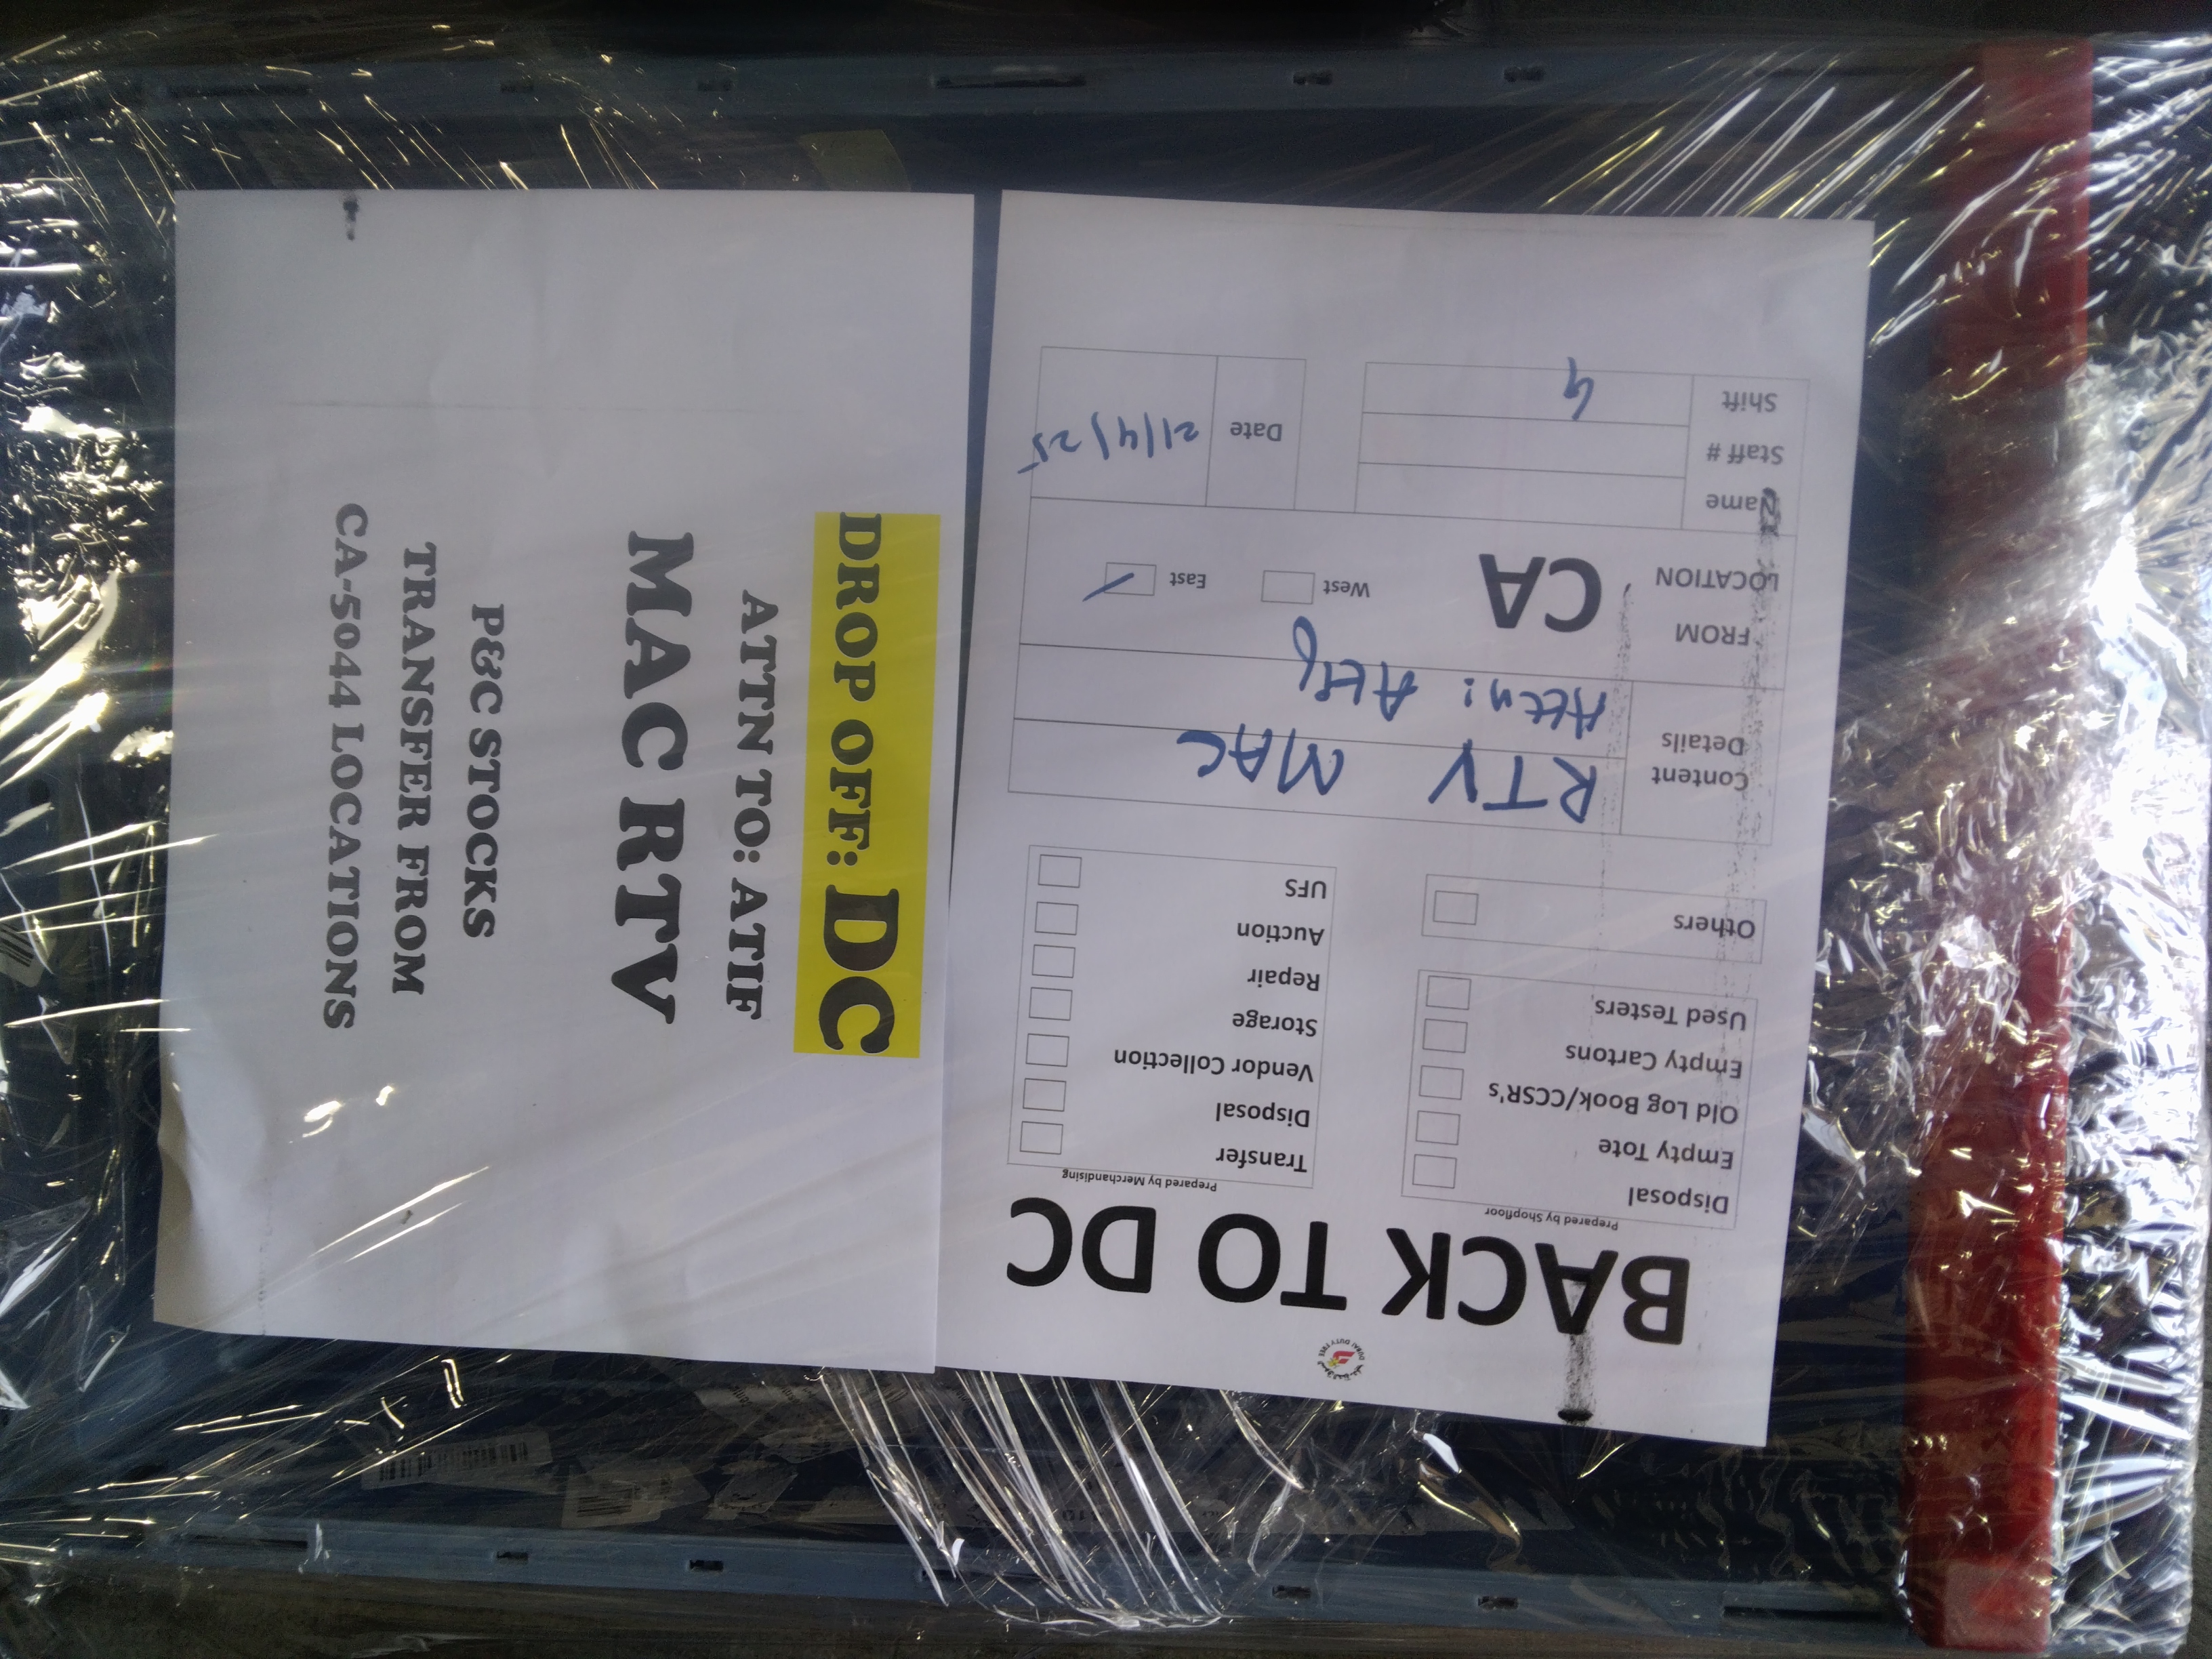 DROP OFF: DC
ATTN TO: ATIF
MAC RTV
P&C STOCKS
TRANSFER FROM
CA-5044 LOCATIONS
DUBAI DUTY FREE
BACK TO DC
Prepared by Shopfloor
Disposal
Empty Tote
Old Log Book/CCSR's
Empty Cartons
Used Testers
Others
Prepared by Merchandising
Transfer
Disposal
Vendor Collection
Storage
Repair
Auction
UFS
Content
Details
RTV MAC
Attn: Atif
FROM
LOCATION
CA
West
East
Name
Staff #
Shift
Date
21/4/25